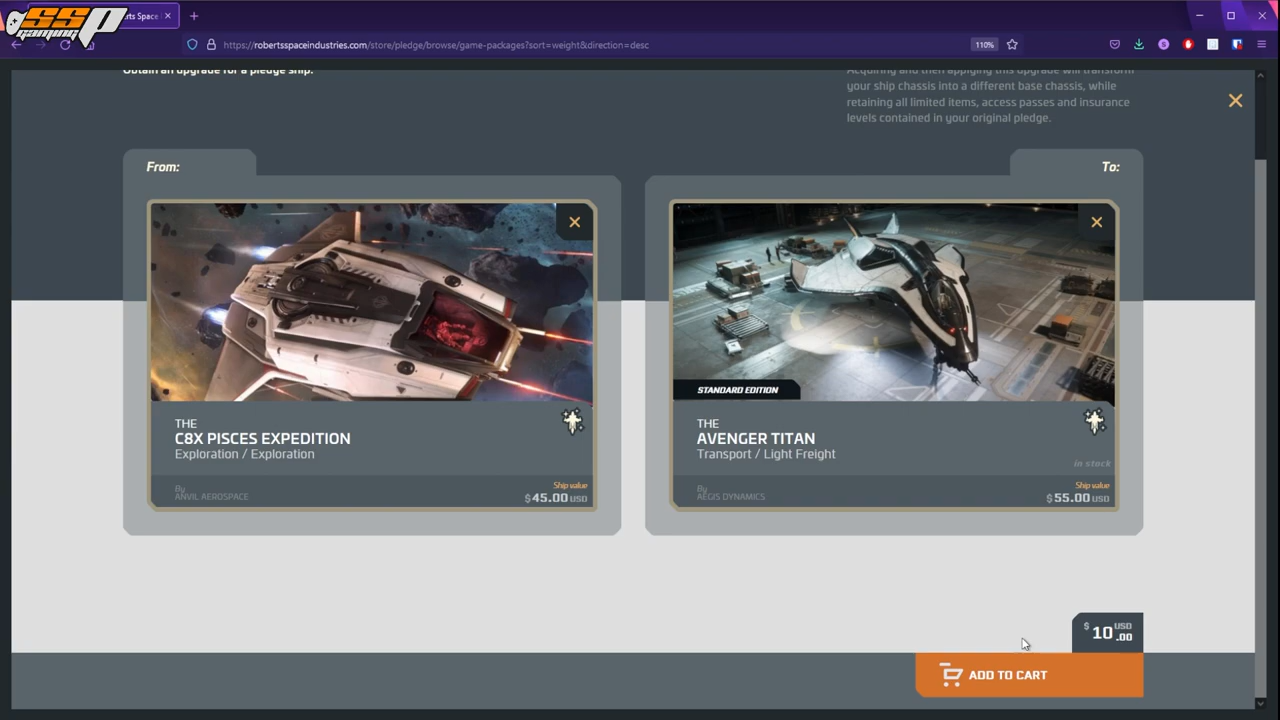 SSP
GAMING
rts Space
https://robertsspaceindustries.com/store/pledge/browse/game-packages?sort=weight&direction=desc
110%
Obtain an upgrade for a pledge ship.
Acquiring and then applying this upgrade will transform
your ship chassis into a different base chassis, while
retaining all limited items, access passes and insurance
levels contained in your original pledge.
From:
To:
THE
C8X PISCES EXPEDITION
Exploration / Exploration
By
ANVIL AEROSPACE
Ship value
$45.00 USD
STANDARD EDITION
THE
AVENGER TITAN
Transport / Light Freight
in stock
By
AEGIS DYNAMICS
Ship value
$55.00 USD
$ 10 USD .00
ADD TO CART